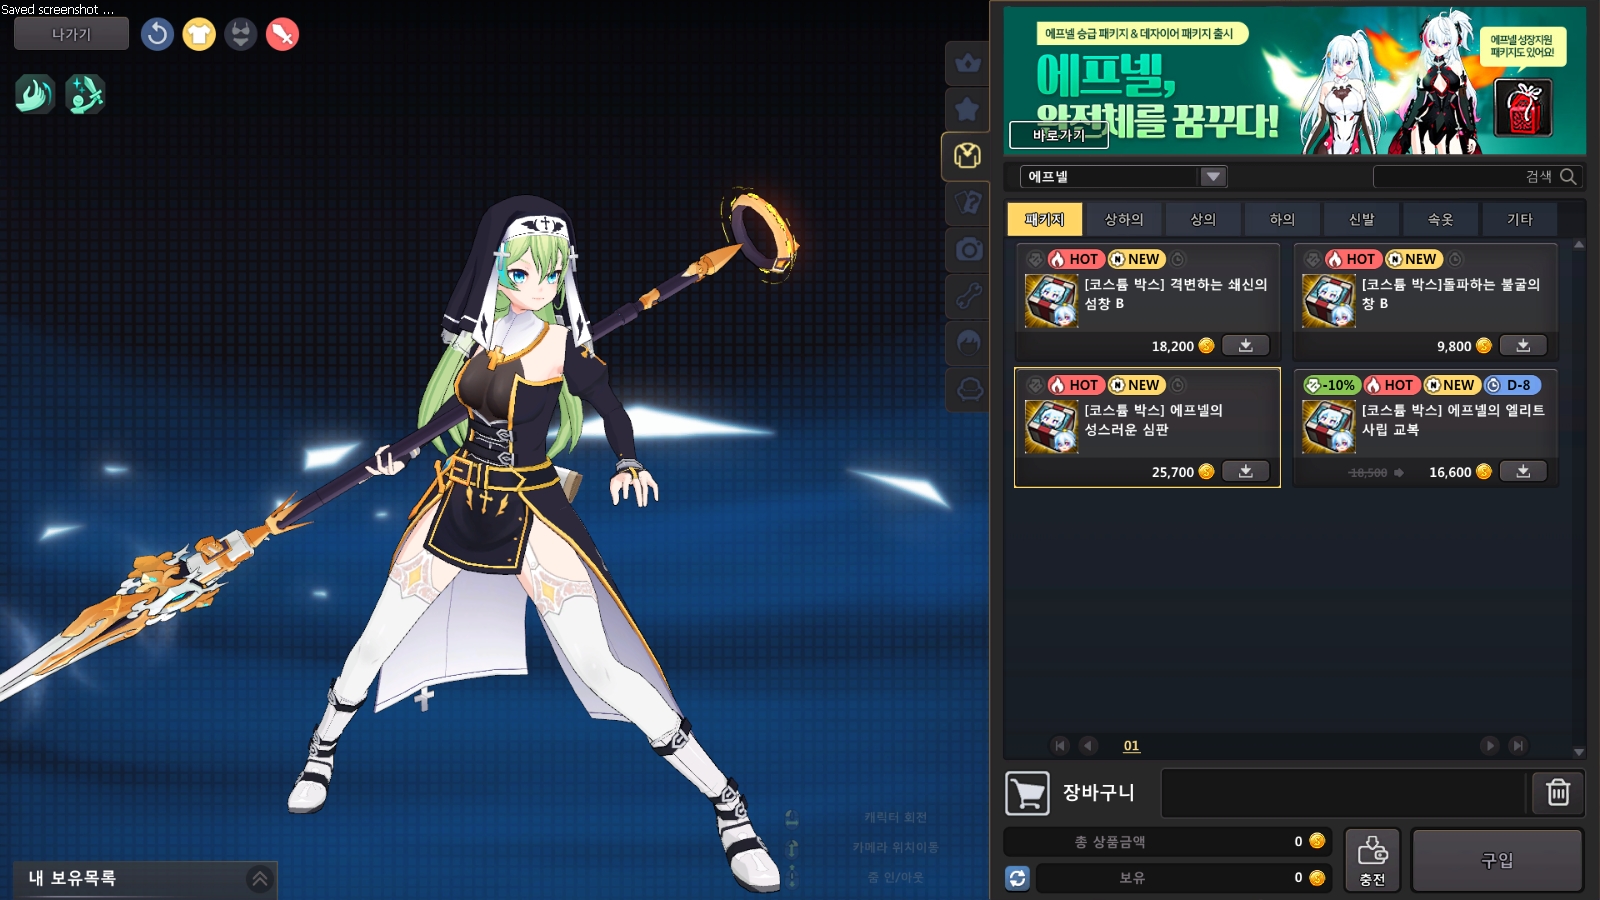 Saved screenshot ...
나가기
에프넬 승급 패키지 & 데자이어 패키지 출시
에프넬 성장지원
패키지도 있어요!
에프넬,
완전체를 꿈꾸다!
바로가기
에프넬
검색
패키지
상하의
상의
하의
신발
속옷
기타
HOT
NEW
[코스튬 박스] 격변하는 쇄신의
섬창 B
18,200
HOT
NEW
[코스튬 박스]돌파하는 불굴의
창 B
9,800
HOT
NEW
[코스튬 박스] 에프넬의
성스러운 심판
25,700
-10%
HOT
NEW
D-8
[코스튬 박스] 에프넬의 엘리트
사립 교복
18,500
16,600
01
장바구니
총 상품금액
0
보유
0
충전
구입
캐릭터 회전
카메라 위치이동
줌 인/아웃
내 보유목록